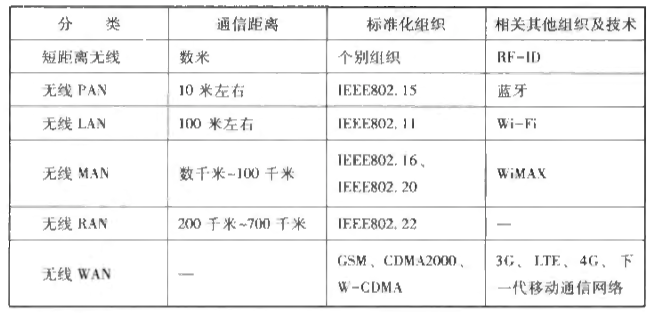 分 类 通信距离 标准化组织 相关其他组织及技术
短距离无线 数米 个别组织 RF-ID
无线 PAN 10 米左右 IEEE802.15 蓝牙
无线 LAN 100 米左右 IEEE802.11 Wi-Fi
无线 MAN 数千米~100 千米 IEEE802.16、 WiMAX
IEEE802.20
无线 RAN 200 千米~700 千米 IEEE802.22 —
无线 WAN — GSM、CDMA2000、 3G、LTE、4G、下
W-CDMA 一代移动通信网络